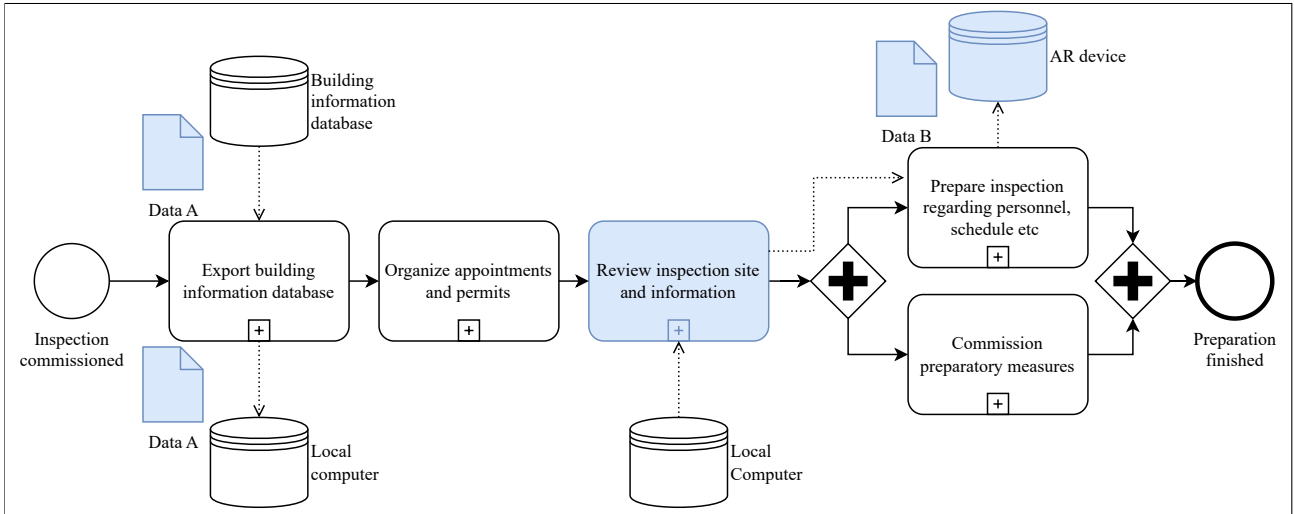 AR device
Building
information
database
Data B
Data A
Prepare inspection
regarding personnel,
schedule etc
Export building
information database
Organize appointments
and permits
Review inspection site
and information
Inspection
commissioned
Commission
preparatory measures
Preparation
finished
Data A
Local
computer
Local
Computer